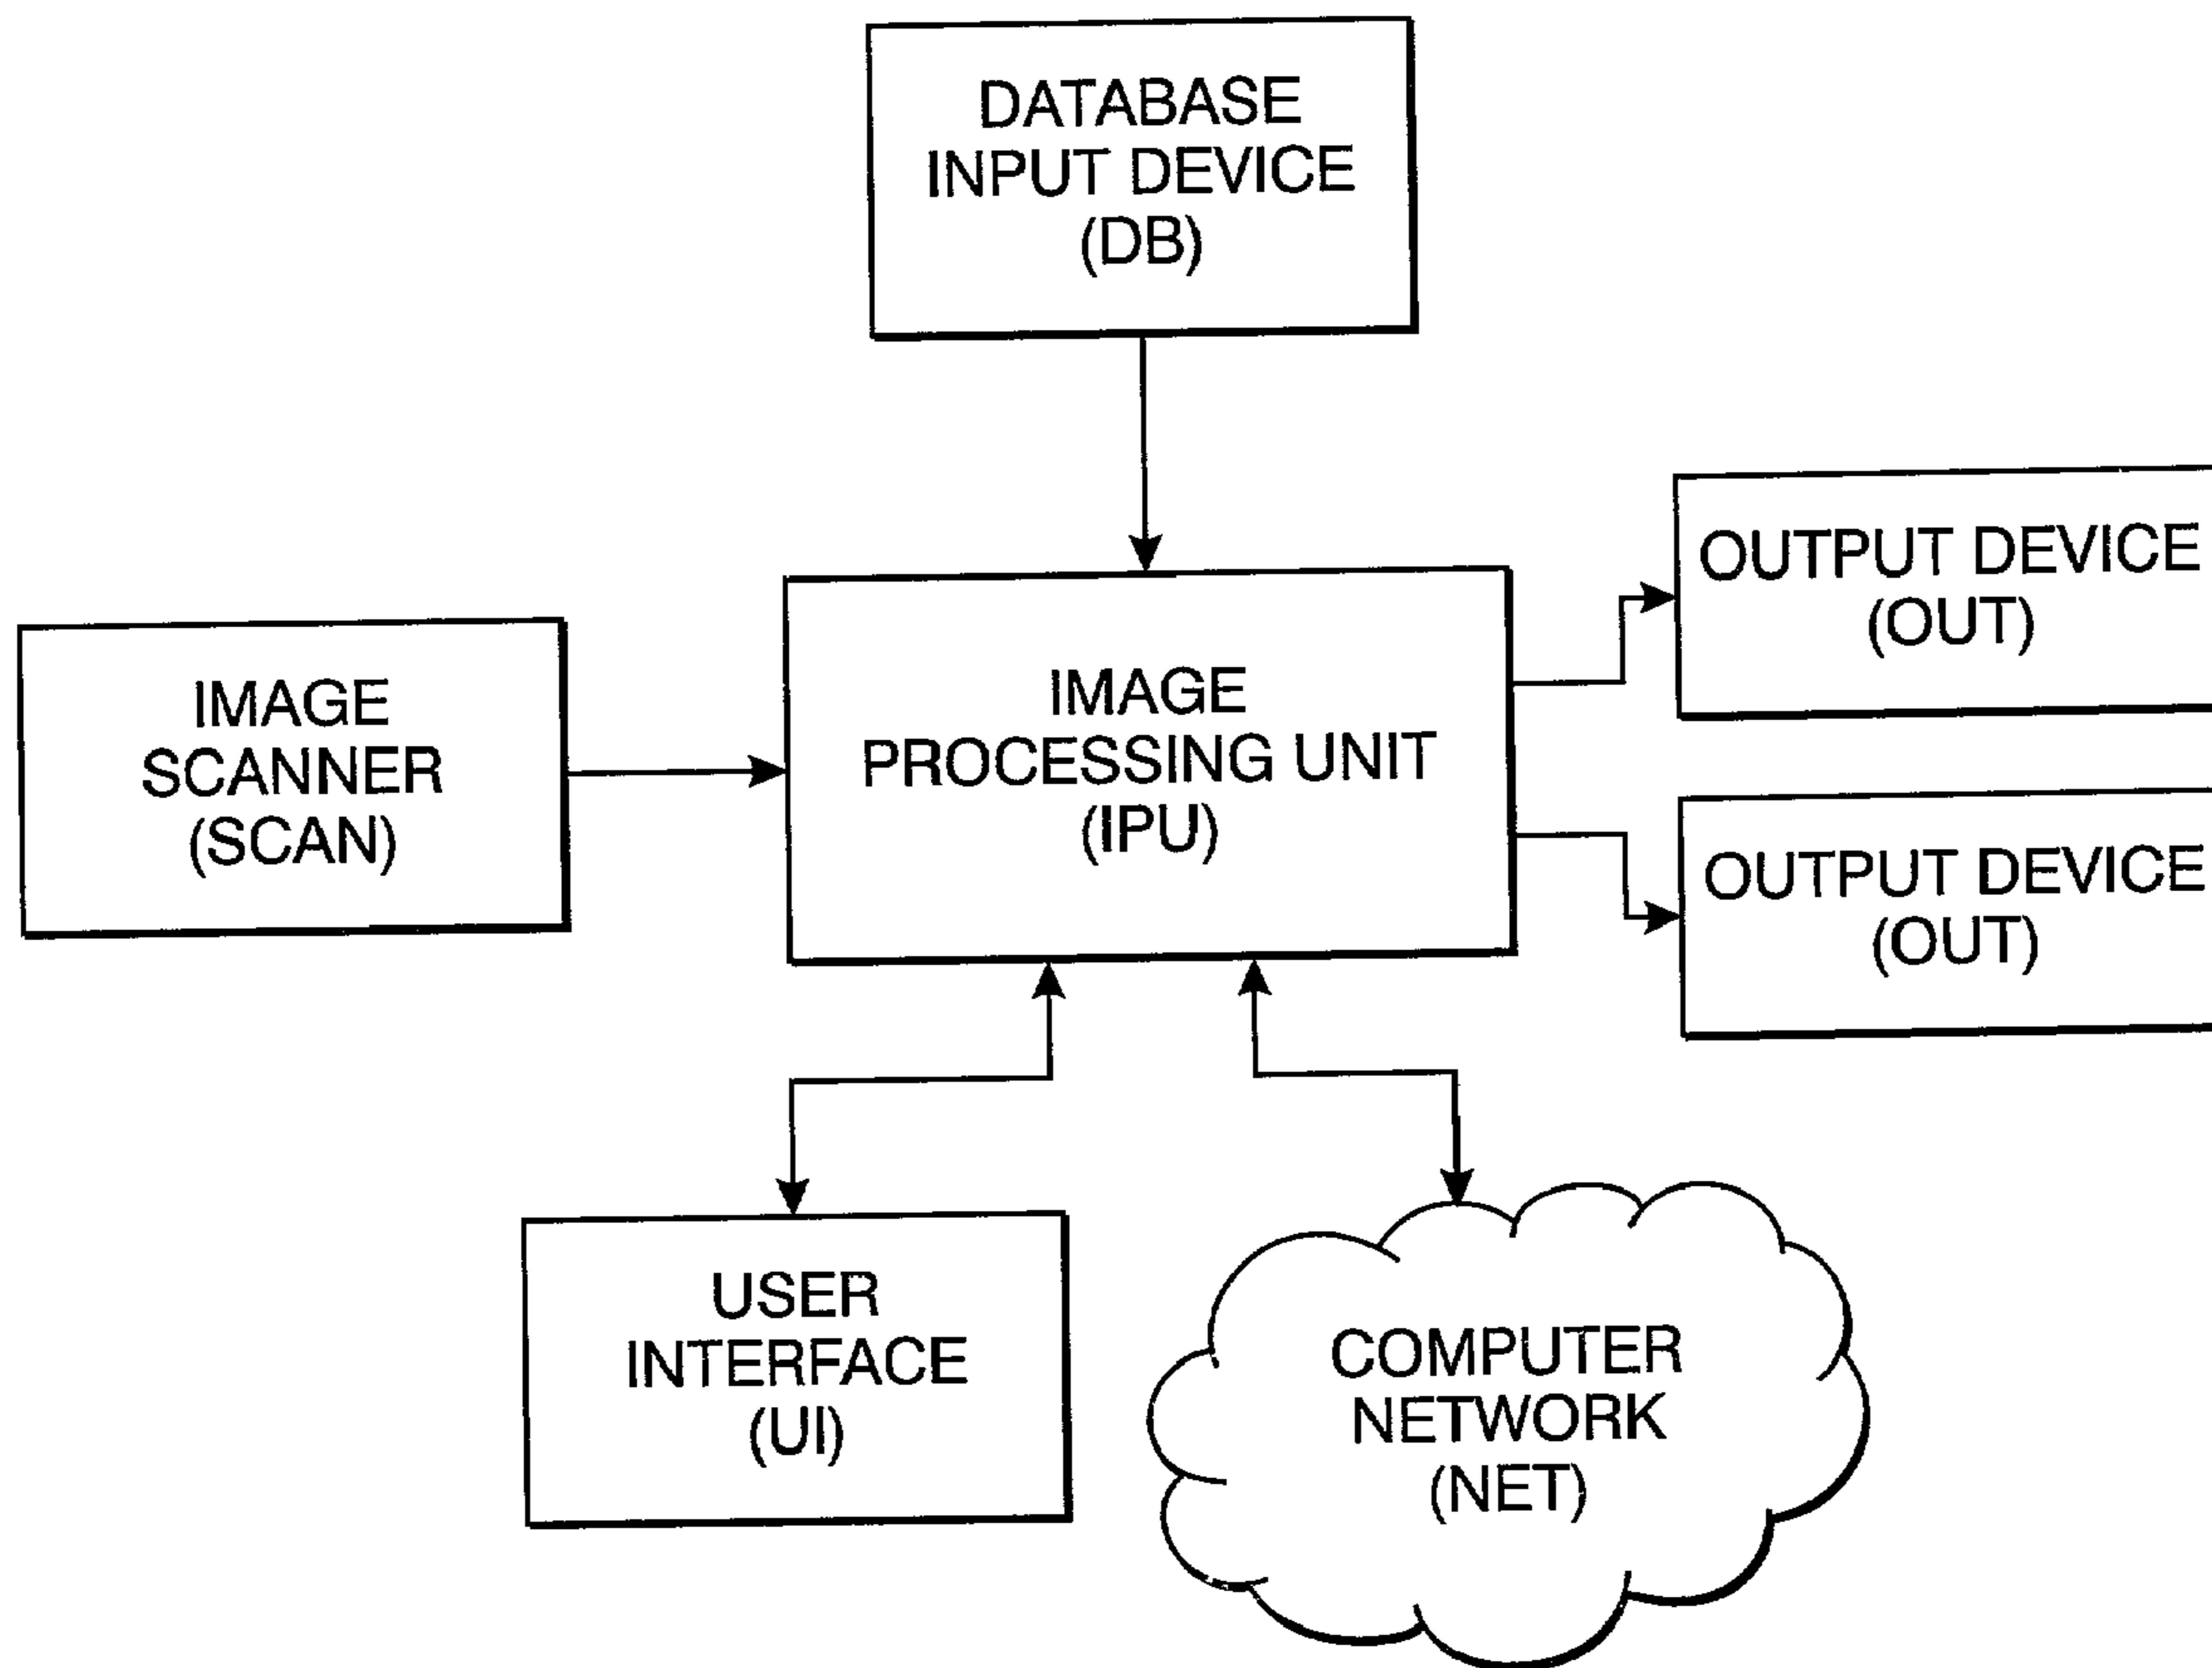 DATABASE
INPUT DEVICE
(DB)
OUTPUT DEVICE
(OUT)
IMAGE
SCANNER
(SCAN)
IMAGE
PROCESSING UNIT
(IPU)
OUTPUT DEVICE
(OUT)
USER
INTERFACE
(UI)
COMPUTER
NETWORK
(NET)